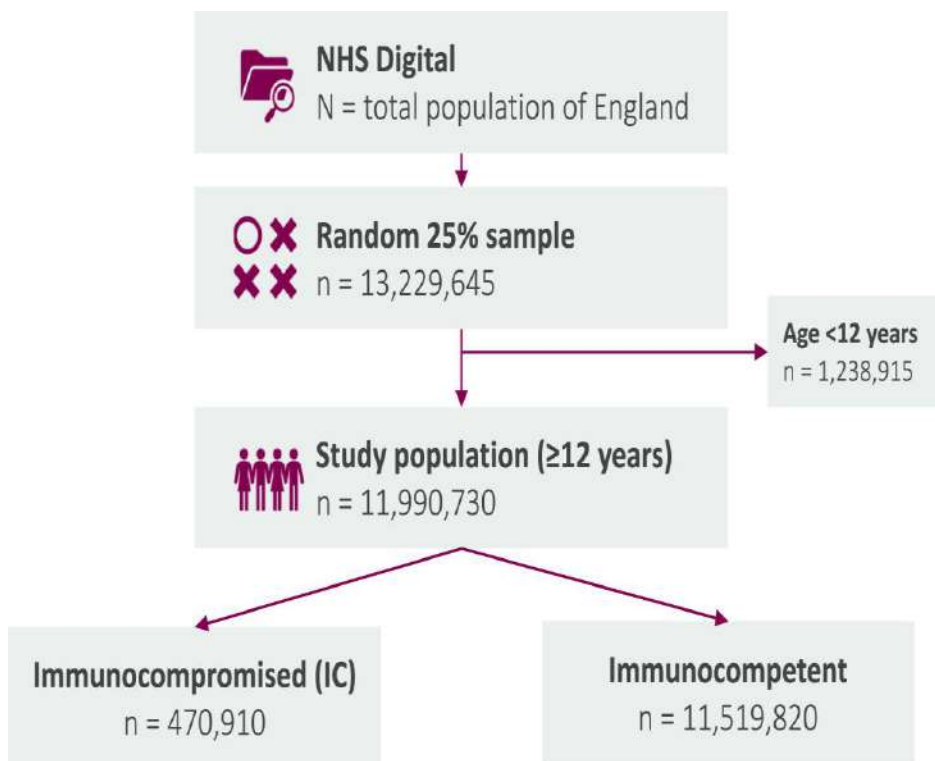 NHS Digital
N = total population of England
Random 25% sample
n = 13,229,645
Age <12 years
n = 1,238,915
Study population (≥12 years)
n = 11,990,730
Immunocompromised (IC)
n = 470,910
Immunocompetent
n = 11,519,820